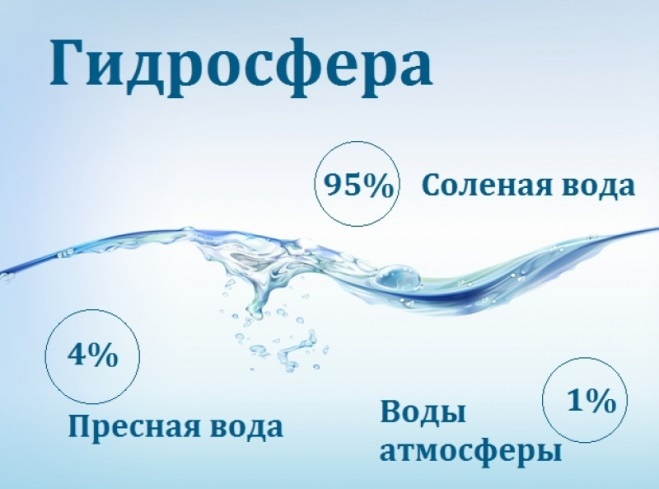 Гидросфера
95% Соленая вода
4%
Пресная вода
1%
Воды
атмосферы